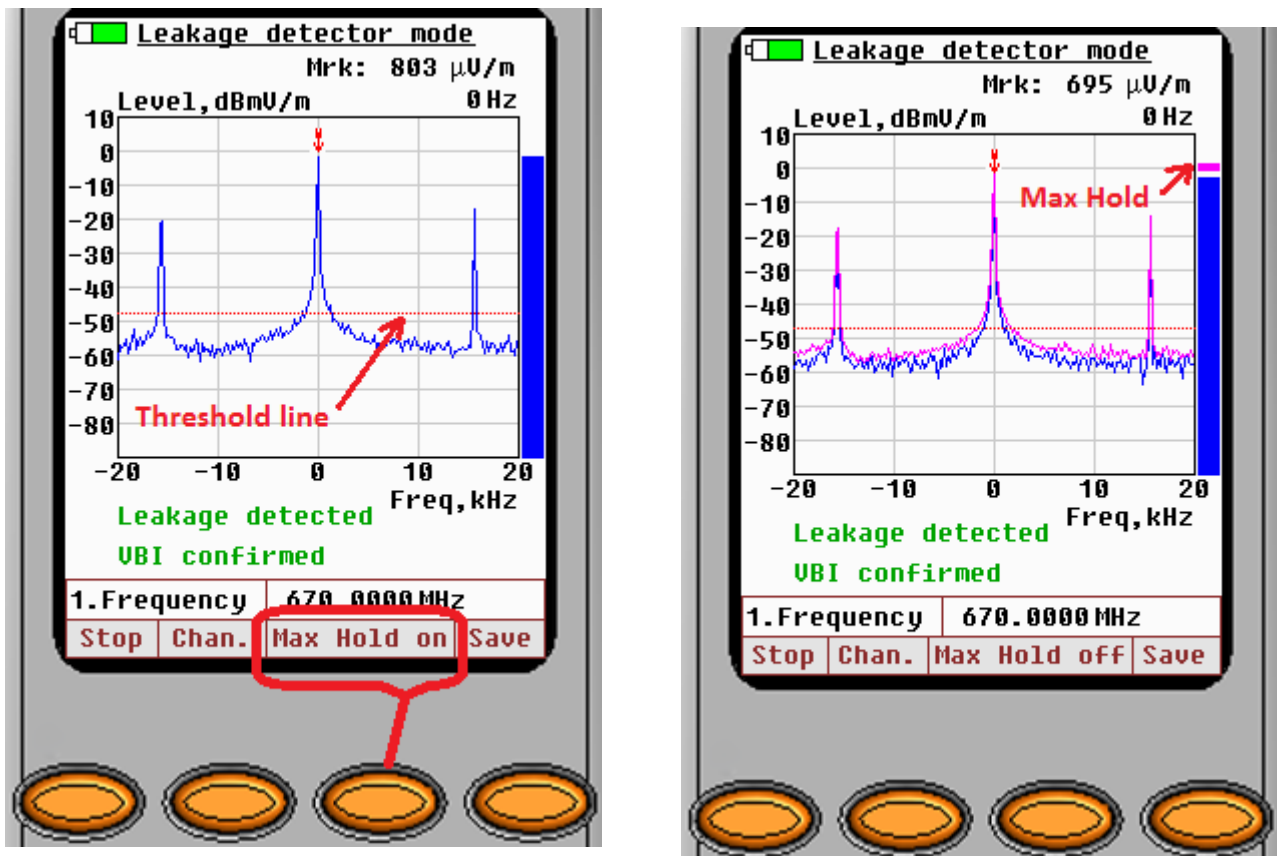 Leakage detector mode
Mrk: 803 µV/m
Level,dBmV/m 0 Hz
10
0
-10
-20
-30
-40
-50
-60
-70
-80
Threshold line
-20 -10 0 10 20
Freq,kHz
Leakage detected
VBI confirmed
1.Frequency 670.0000 MHz
Stop Chan. Max Hold on Save
Leakage detector mode
Mrk: 695 µV/m
Level,dBmV/m 0 Hz
10
0
-10
-20
-30
-40
-50
-60
-70
-80
Max Hold
-20 -10 0 10 20
Freq,kHz
Leakage detected
VBI confirmed
1.Frequency 670.0000 MHz
Stop Chan. Max Hold off Save